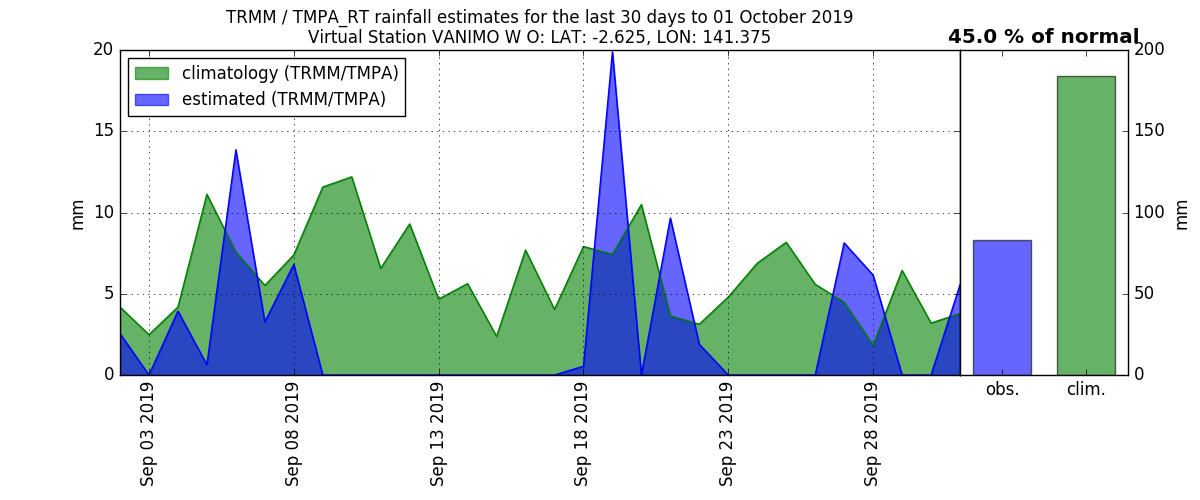 TRMM / TMPA_RT rainfall estimates for the last 30 days to 01 October 2019
Virtual Station VANIMO W O: LAT: -2.625, LON: 141.375
45.0 % of normal
climatology (TRMM/TMPA)
estimated (TRMM/TMPA)
20
15
10
5
0
mm
200
150
100
50
0
mm
Sep 03 2019
Sep 08 2019
Sep 13 2019
Sep 18 2019
Sep 23 2019
Sep 28 2019
obs.
clim.